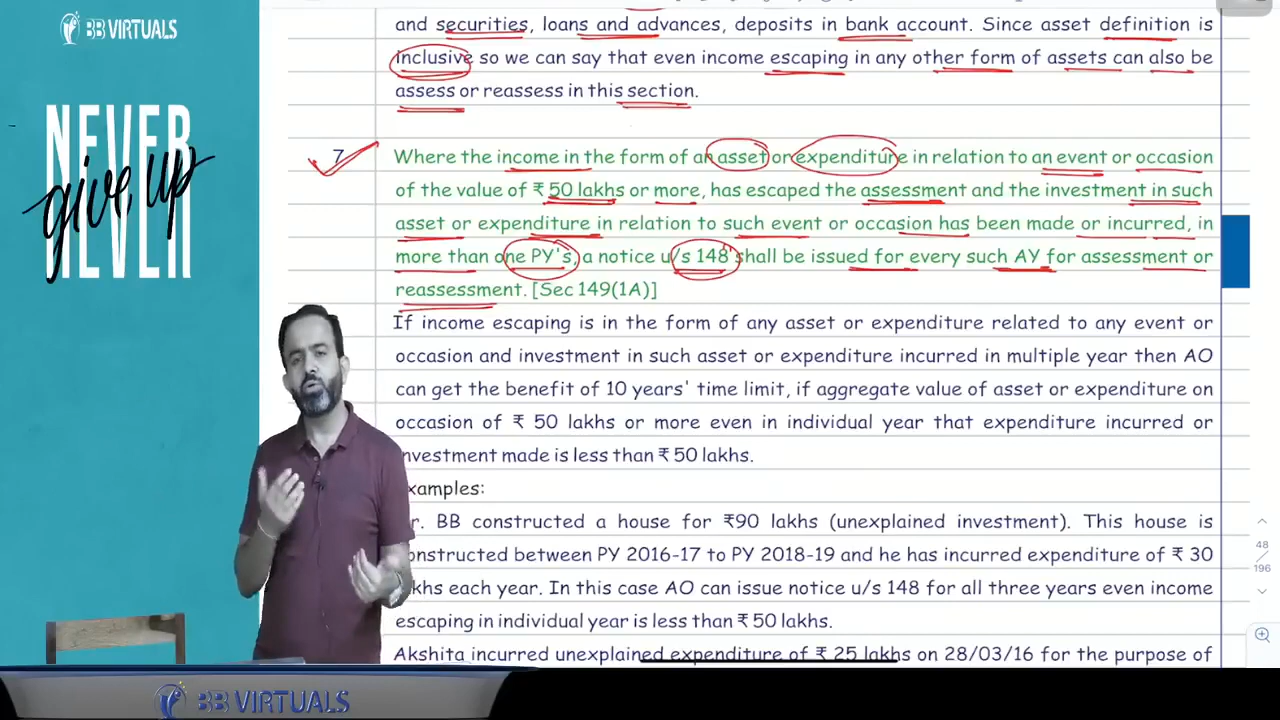 BB VIRTUALS
NEVER
give up
NEVER
and securities, loans and advances, deposits in bank account. Since asset definition is
inclusive so we can say that even income escaping in any other form of assets can also be
assess or reassess in this section.
7 Where the income in the form of an asset or expenditure in relation to an event or occasion
of the value of ₹ 50 lakhs or more, has escaped the assessment and the investment in such
asset or expenditure in relation to such event or occasion has been made or incurred, in
more than one PY's, a notice u/s 148 shall be issued for every such AY for assessment or
reassessment. [Sec 149(1A)]
If income escaping is in the form of any asset or expenditure related to any event or
occasion and investment in such asset or expenditure incurred in multiple year then AO
can get the benefit of 10 years' time limit, if aggregate value of asset or expenditure on
occasion of ₹ 50 lakhs or more even in individual year that expenditure incurred or
nvestment made is less than ₹ 50 lakhs.
xamples:
r. BB constructed a house for ₹90 lakhs (unexplained investment). This house is
onstructed between PY 2016-17 to PY 2018-19 and he has incurred expenditure of ₹ 30
khs each year. In this case AO can issue notice u/s 148 for all three years even income
escaping in individual year is less than ₹ 50 lakhs.
Akshita incurred unexplained expenditure of ₹ 25 lakhs on 28/03/16 for the purpose of
48
196
BB VIRTUALS